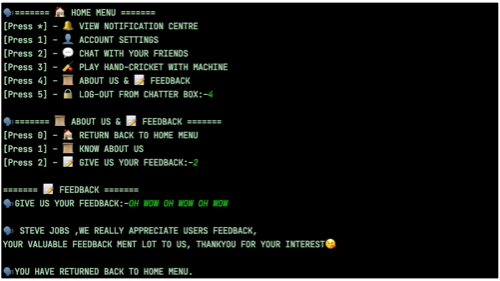 🗣️======= 🏠 HOME MENU =======
[Press *] - 🔔 VIEW NOTIFICATION CENTRE
[Press 1] - 👤 ACCOUNT SETTINGS
[Press 2] - 💬 CHAT WITH YOUR FRIENDS
[Press 3] - 🏏 PLAY HAND-CRICKET WITH MACHINE
[Press 4] - 📜 ABOUT US & 📝 FEEDBACK
[Press 5] - 🔒 LOG-OUT FROM CHATTER BOX:-4
🗣️======= 📜 ABOUT US & 📝 FEEDBACK =======
[Press 0] - 🏠 RETURN BACK TO HOME MENU
[Press 1] - 📜 KNOW ABOUT US
[Press 2] - 📝 GIVE US YOUR FEEDBACK:-2
======= 📝 FEEDBACK =======
🗣️GIVE US YOUR FEEDBACK:-OH WOW OH WOW OH WOW
🗣️ STEVE JOBS ,WE REALLY APPRECIATE USERS FEEDBACK,
YOUR VALUABLE FEEDBACK MENT LOT TO US, THANKYOU FOR YOUR INTEREST🥰
🗣️YOU HAVE RETURNED BACK TO HOME MENU.